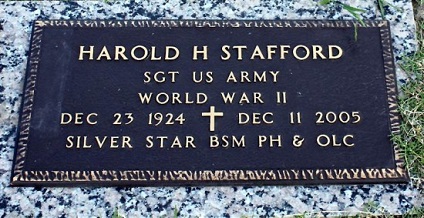 HAROLD H STAFFORD
SGT US ARMY
WORLD WAR II
DEC 23 1924 DEC 11 2005
SILVER STAR BSM PH & OLC